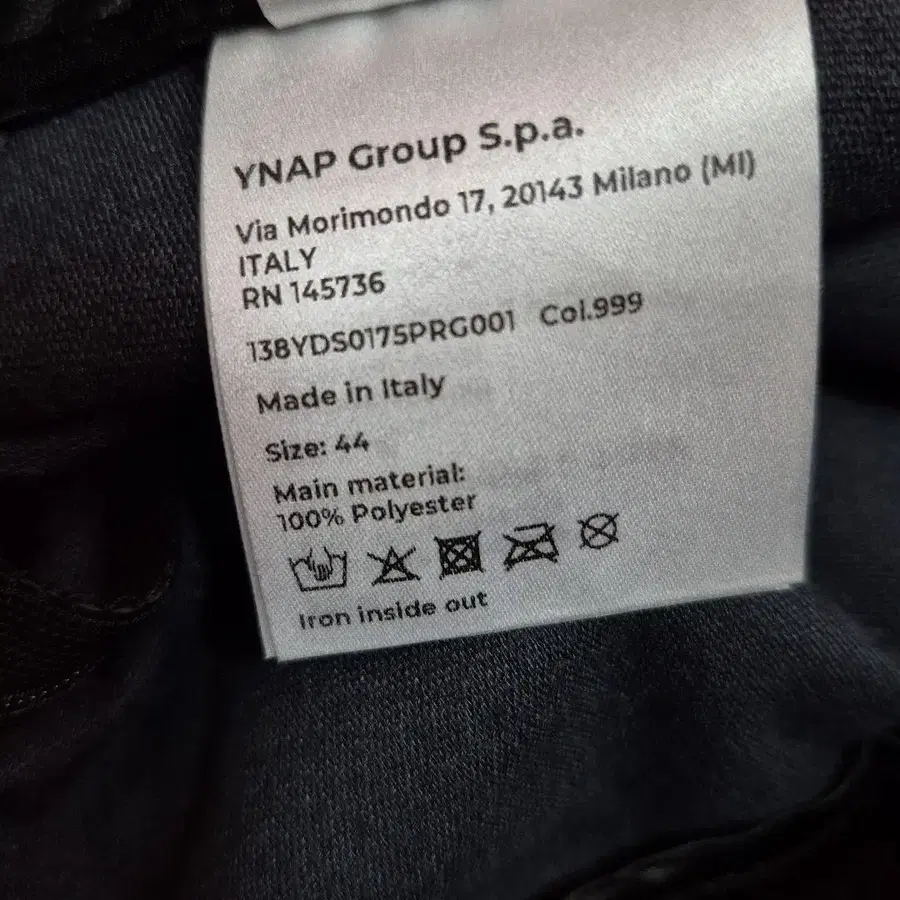 YNAP Group S.p.a.
Via Morimondo 17, 20143 Milano (MI)
ITALY
RN 145736
138YDS0175PRG001 Col.999
Made in Italy
Size: 44
Main material:
100% Polyester
Iron inside out